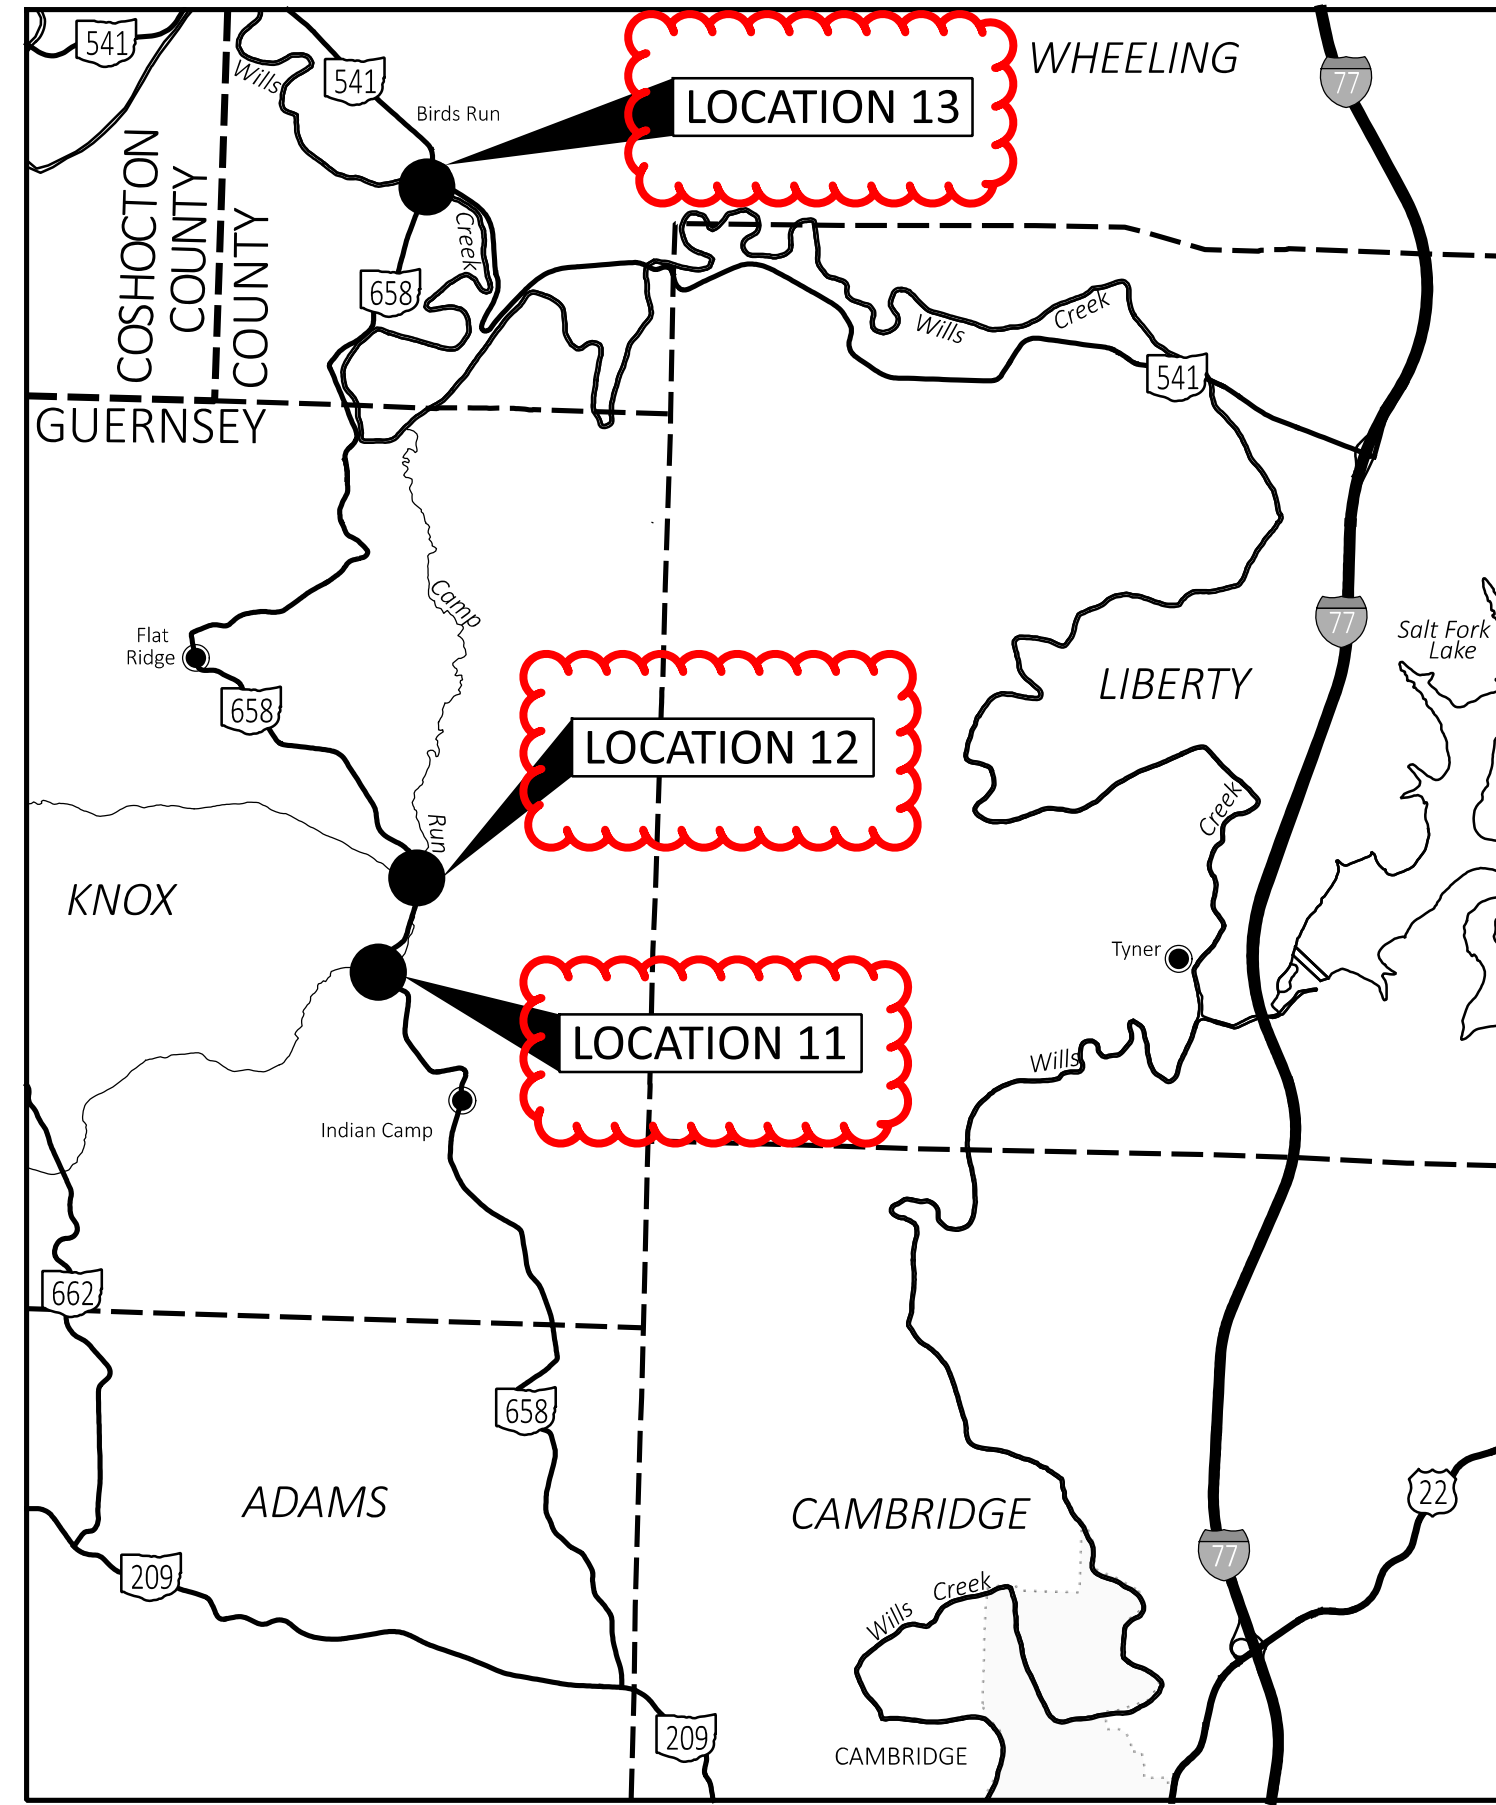 541
541
Wills
Birds Run
LOCATION 13
WHEELING
77
COSHOCTON
COUNTY
COUNTY
GUERNSEY
Creek
658
Wills
Creek
541
Camp
77
Salt Fork
Lake
Flat
Ridge
658
LIBERTY
LOCATION 12
Run
Creek
KNOX
Tyner
LOCATION 11
Wills
Indian Camp
662
658
ADAMS
CAMBRIDGE
22
77
209
Wills
Creek
209
CAMBRIDGE